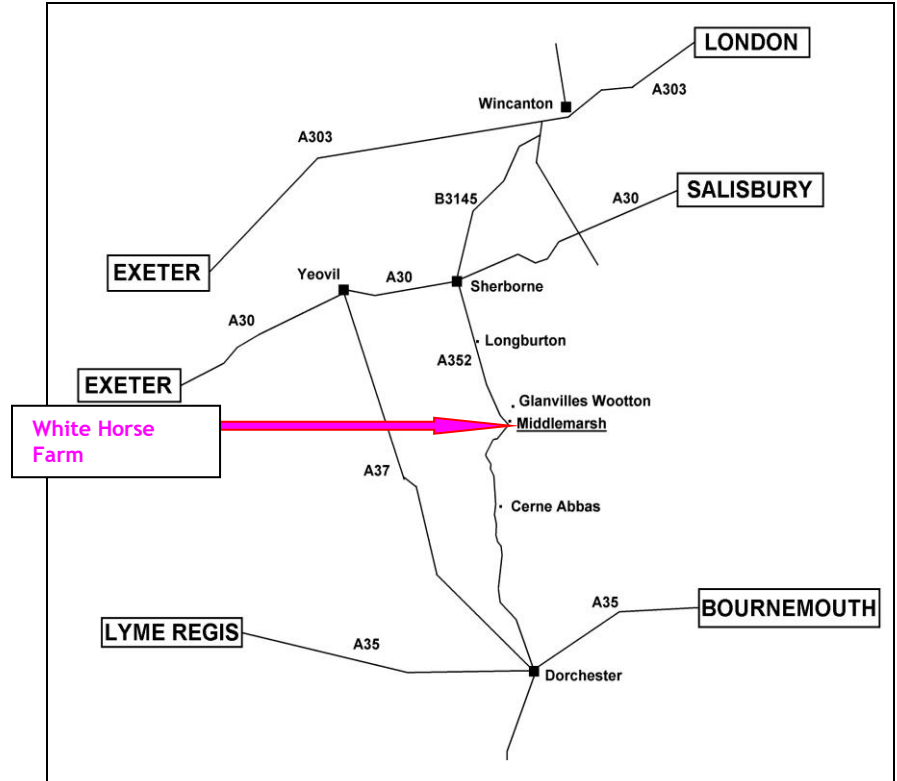 LONDON
A303
Wincanton
A303
SALISBURY
B3145
A30
EXETER
Yeovil
A30
Sherborne
A30
Longburton
A352
EXETER
Glanvilles Wootton
Middlemarsh
White Horse
Farm
A37
Cerne Abbas
A35
BOURNEMOUTH
LYME REGIS
A35
Dorchester